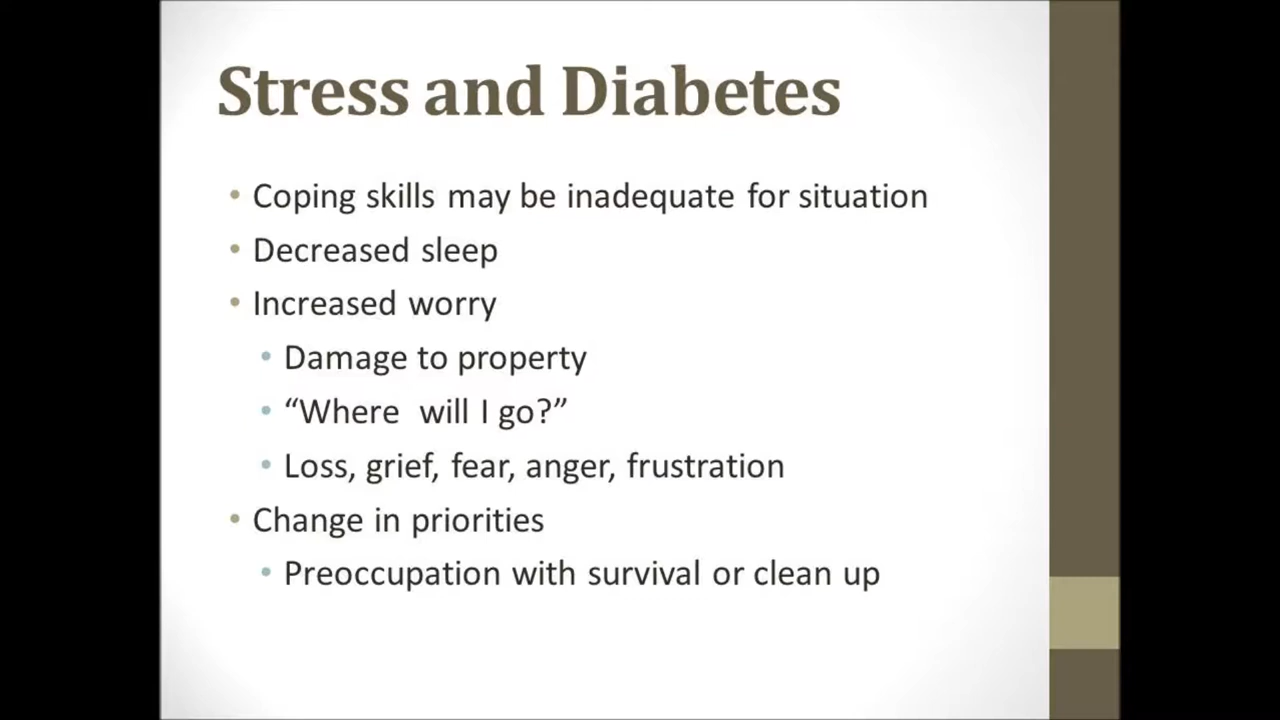 Stress and Diabetes
• Coping skills may be inadequate for situation
• Decreased sleep
• Increased worry
• Damage to property
• “Where  will I go?”
• Loss, grief, fear, anger, frustration
• Change in priorities
• Preoccupation with survival or clean up